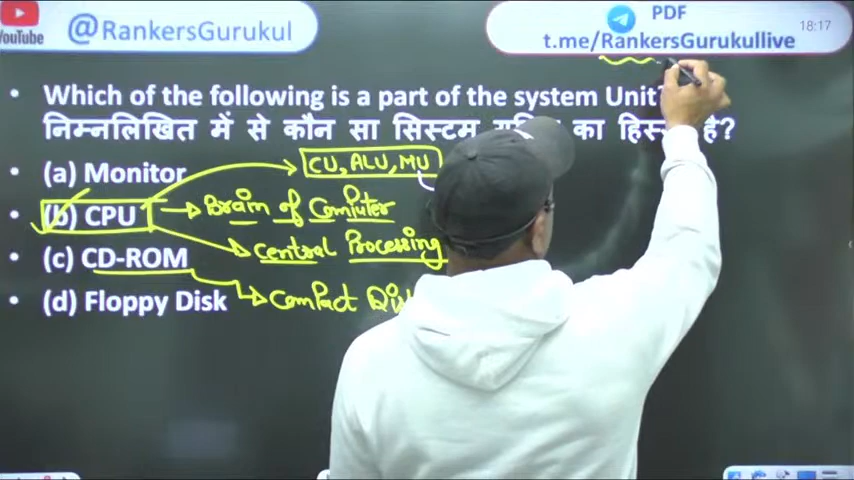 YouTube
@RankersGurukul
PDF
t.me/RankersGurukullive
18:17
• Which of the following is a part of the system Unit?
निम्नलिखित में से कौन सा सिस्टम का है?
• (a) Monitor
CU, ALU, MU
• (b) CPU
Brain of Computer
Central Processing
• (c) CD-ROM
• (d) Floppy Disk
Compact